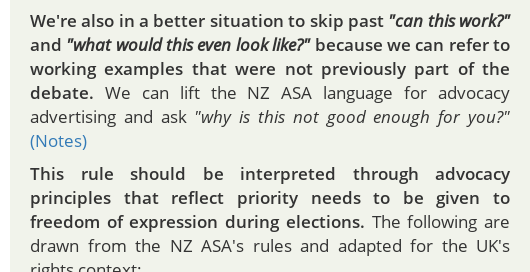 We're also in a better situation to skip past "can this work?"
and "what would this even look like?" because we can refer to
working examples that were not previously part of the
debate. We can lift the NZ ASA language for advocacy
advertising and ask "why is this not good enough for you?"
(Notes)
This rule should be interpreted through advocacy
principles that reflect priority needs to be given to
freedom of expression during elections. The following are
drawn from the NZ ASA's rules and adapted for the UK's
rights context: